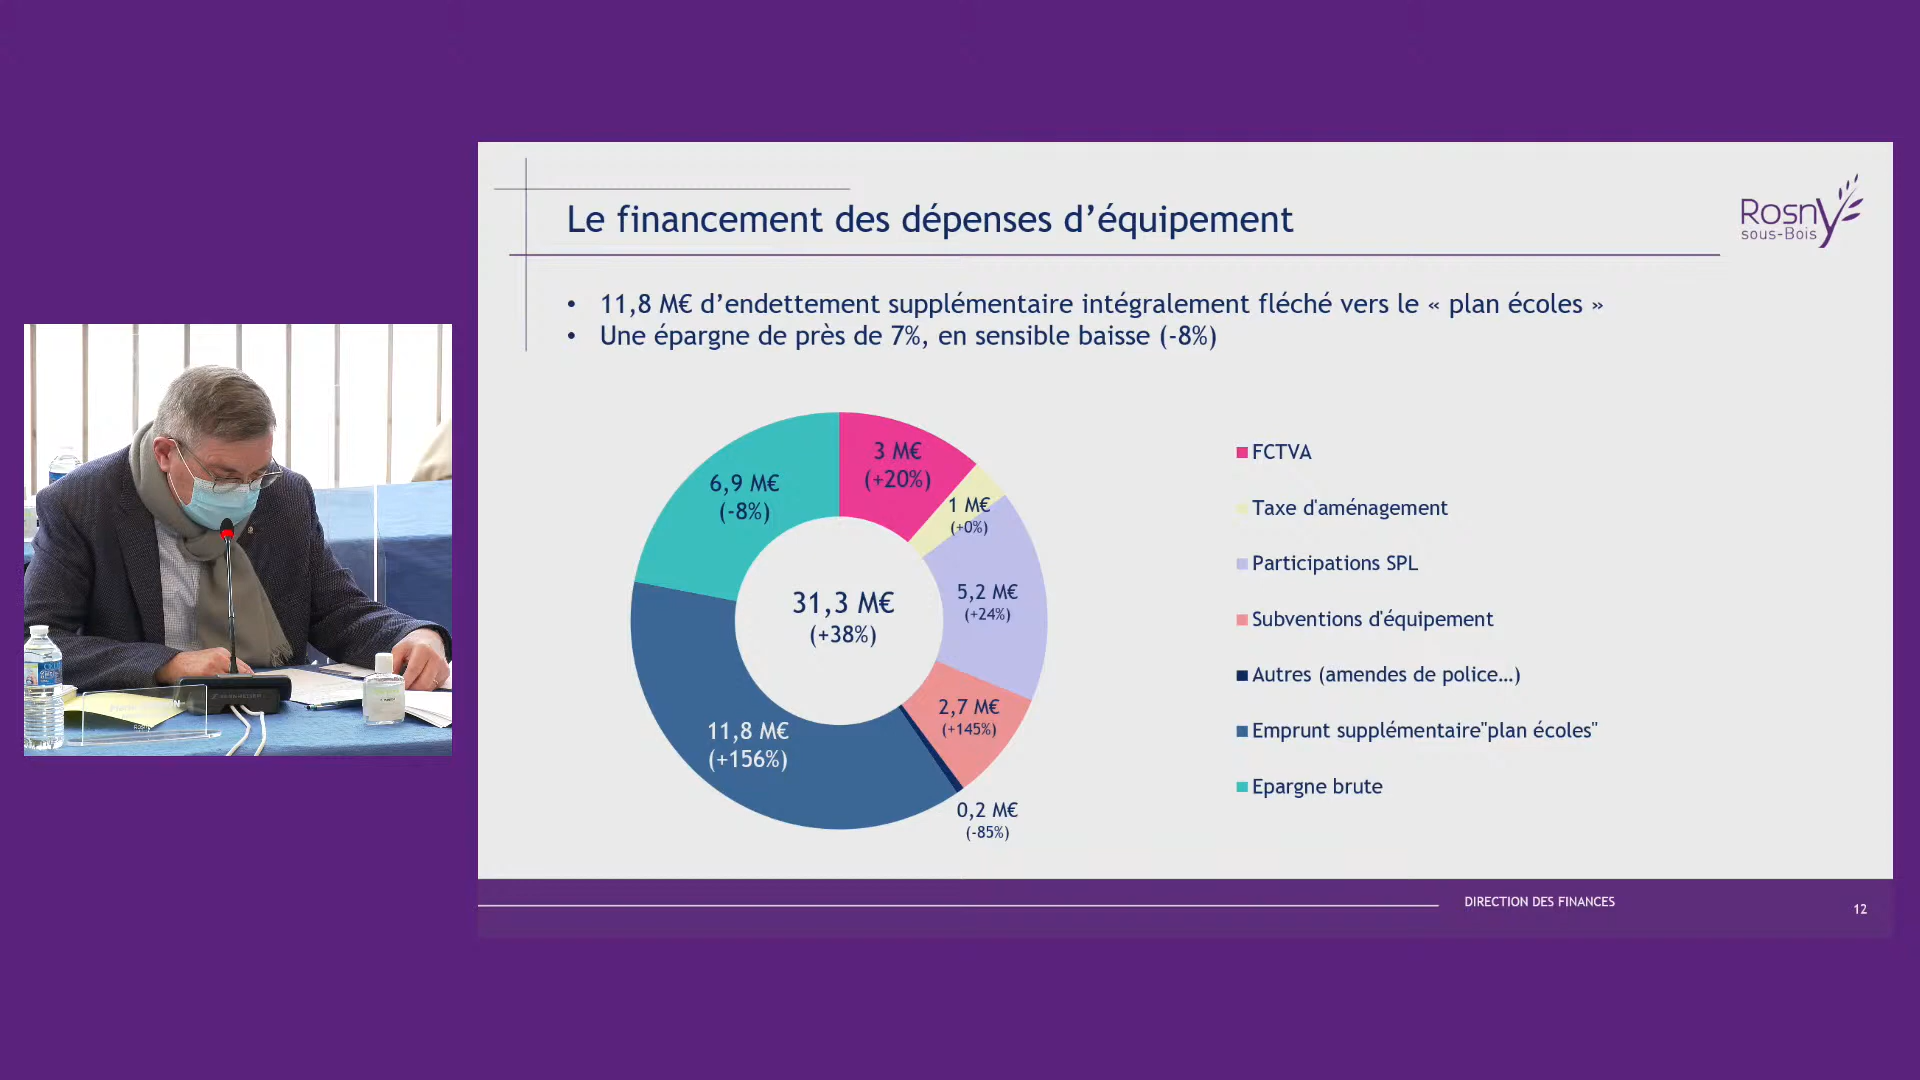 Le financement des dépenses d’équipement
Rosny
sous-Bois
• 11,8 M€ d’endettement supplémentaire intégralement fléché vers le « plan écoles »
• Une épargne de près de 7%, en sensible baisse (-8%)
3 M€
(+20%)
1 M€
(+0%)
5,2 M€
(+24%)
2,7 M€
(+145%)
0,2 M€
(-85%)
11,8 M€
(+156%)
6,9 M€
(-8%)
31,3 M€
(+38%)
FCTVA
Taxe d'aménagement
Participations SPL
Subventions d'équipement
Autres (amendes de police…)
Emprunt supplémentaire"plan écoles"
Epargne brute
DIRECTION DES FINANCES
12